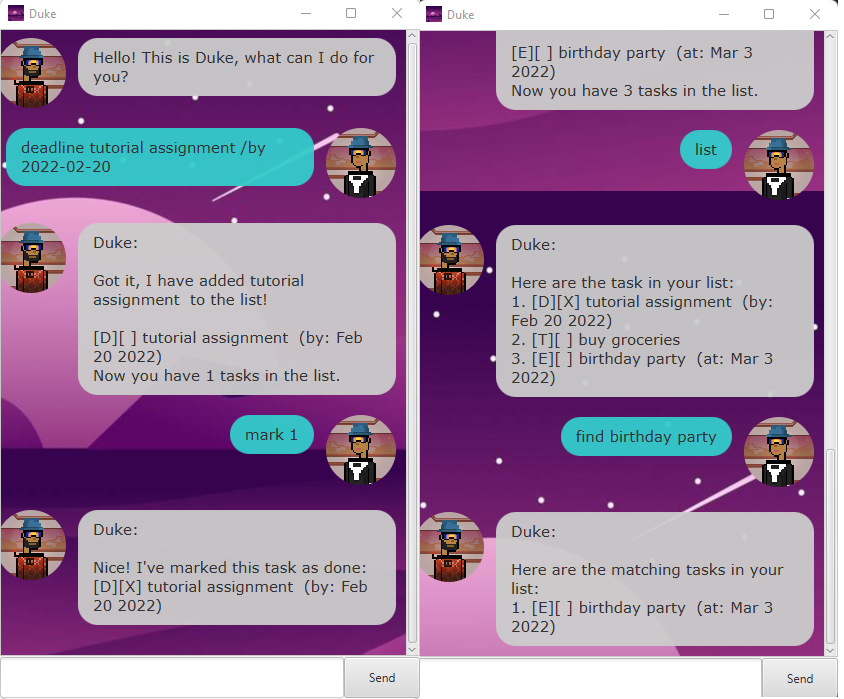 Duke
Hello! This is Duke, what can I do for
you?
deadline tutorial assignment /by
2022-02-20
Duke:
Got it, I have added tutorial
assignment  to the list!
[D][ ] tutorial assignment  (by: Feb
20 2022)
Now you have 1 tasks in the list.
mark 1
Duke:
Nice! I've marked this task as done:
[D][X] tutorial assignment  (by: Feb
20 2022)
Send
Duke
[E][ ] birthday party  (at: Mar 3
2022)
Now you have 3 tasks in the list.
list
Duke:
Here are the task in your list:
1. [D][X] tutorial assignment  (by:
Feb 20 2022)
2. [T][ ] buy groceries
3. [E][ ] birthday party  (at: Mar 3
2022)
find birthday party
Duke:
Here are the matching tasks in your
list:
1. [E][ ] birthday party  (at: Mar 3
2022)
Send